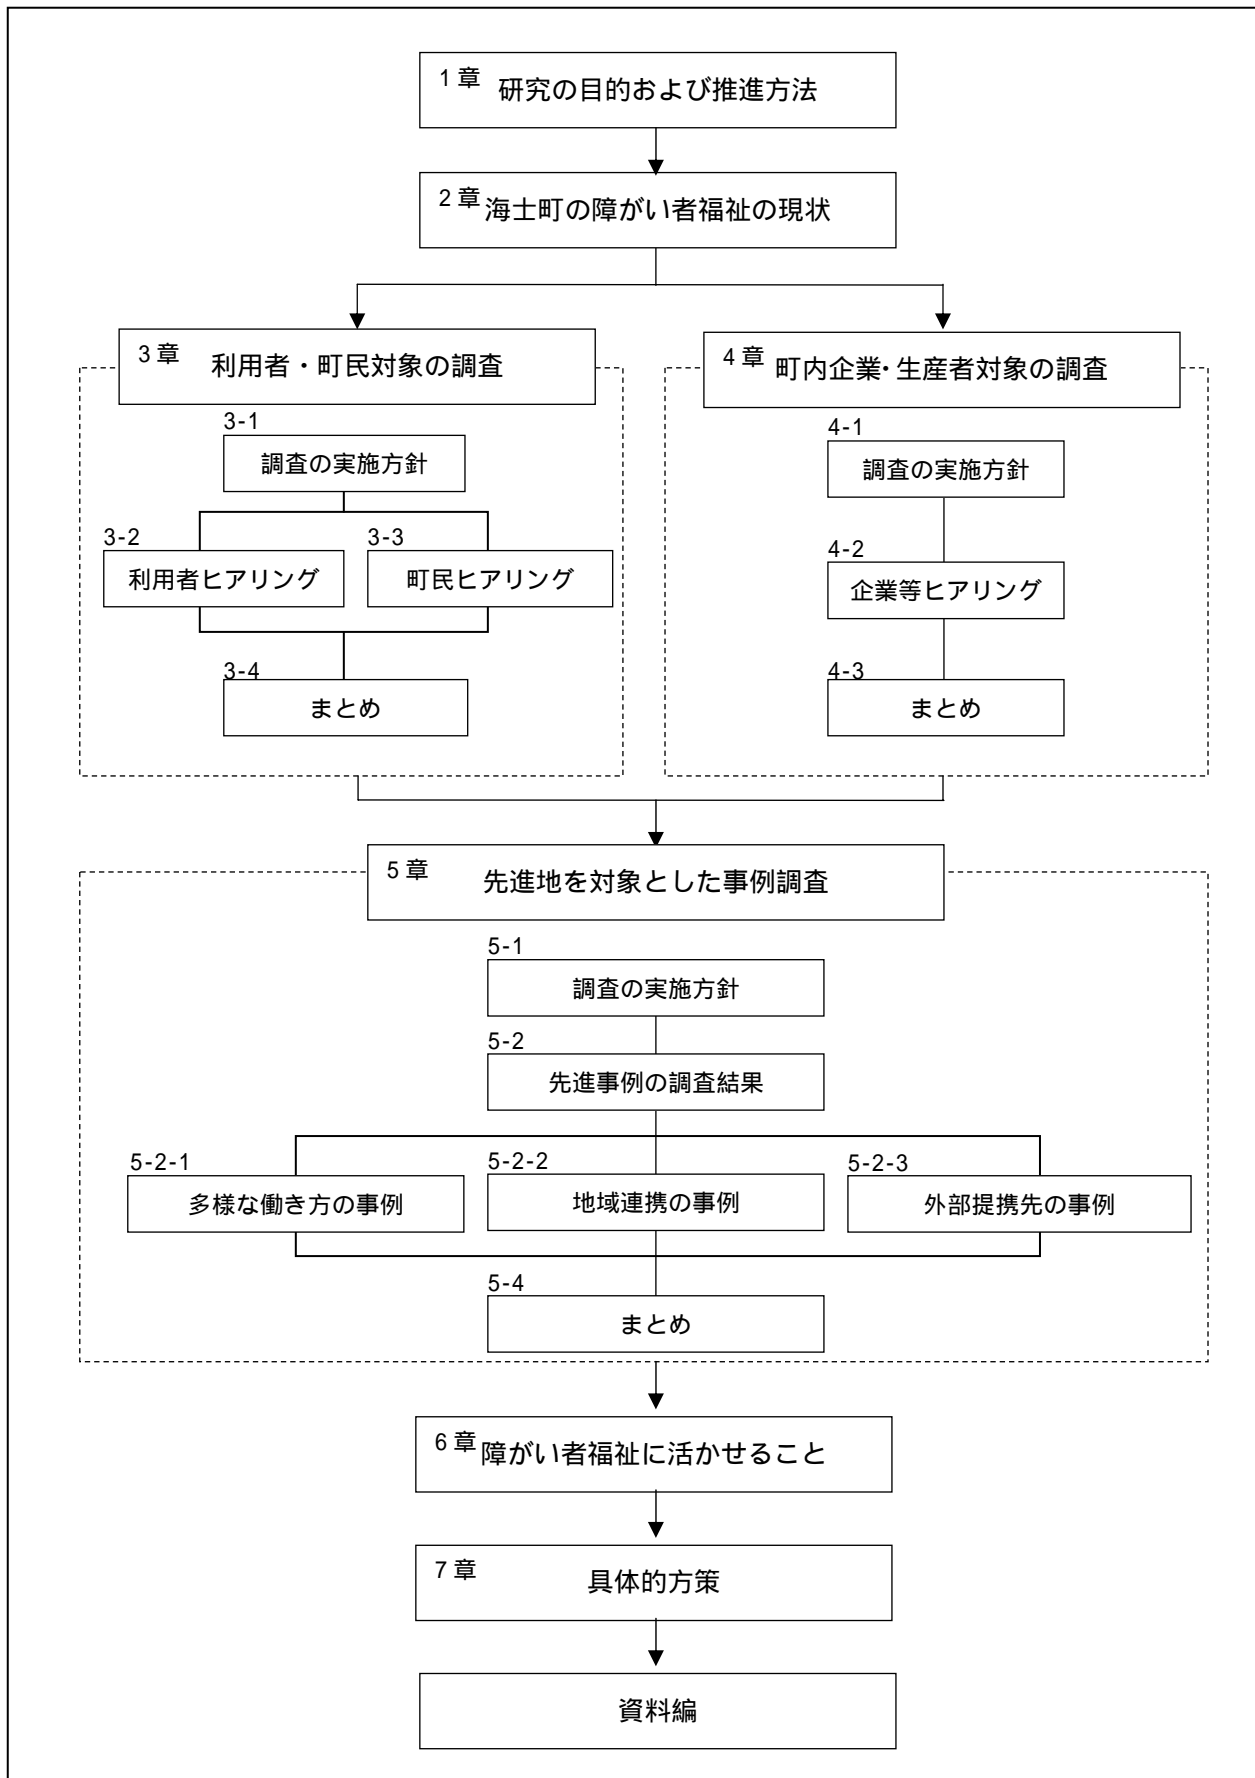 1章 研究の目的および推進方法
2章 海士町の障がい者福祉の現状
3章 利用者・町民対象の調査
3-1
調査の実施方針
3-2
利用者ヒアリング
3-3
町民ヒアリング
3-4
まとめ
4章 町内企業・生産者対象の調査
4-1
調査の実施方針
4-2
企業等ヒアリング
4-3
まとめ
5章 先進地を対象とした事例調査
5-1
調査の実施方針
5-2
先進事例の調査結果
5-2-1
多様な働き方の事例
5-2-2
地域連携の事例
5-2-3
外部提携先の事例
5-4
まとめ
6章 障がい者福祉に活かせること
7章 具体的方策
資料編